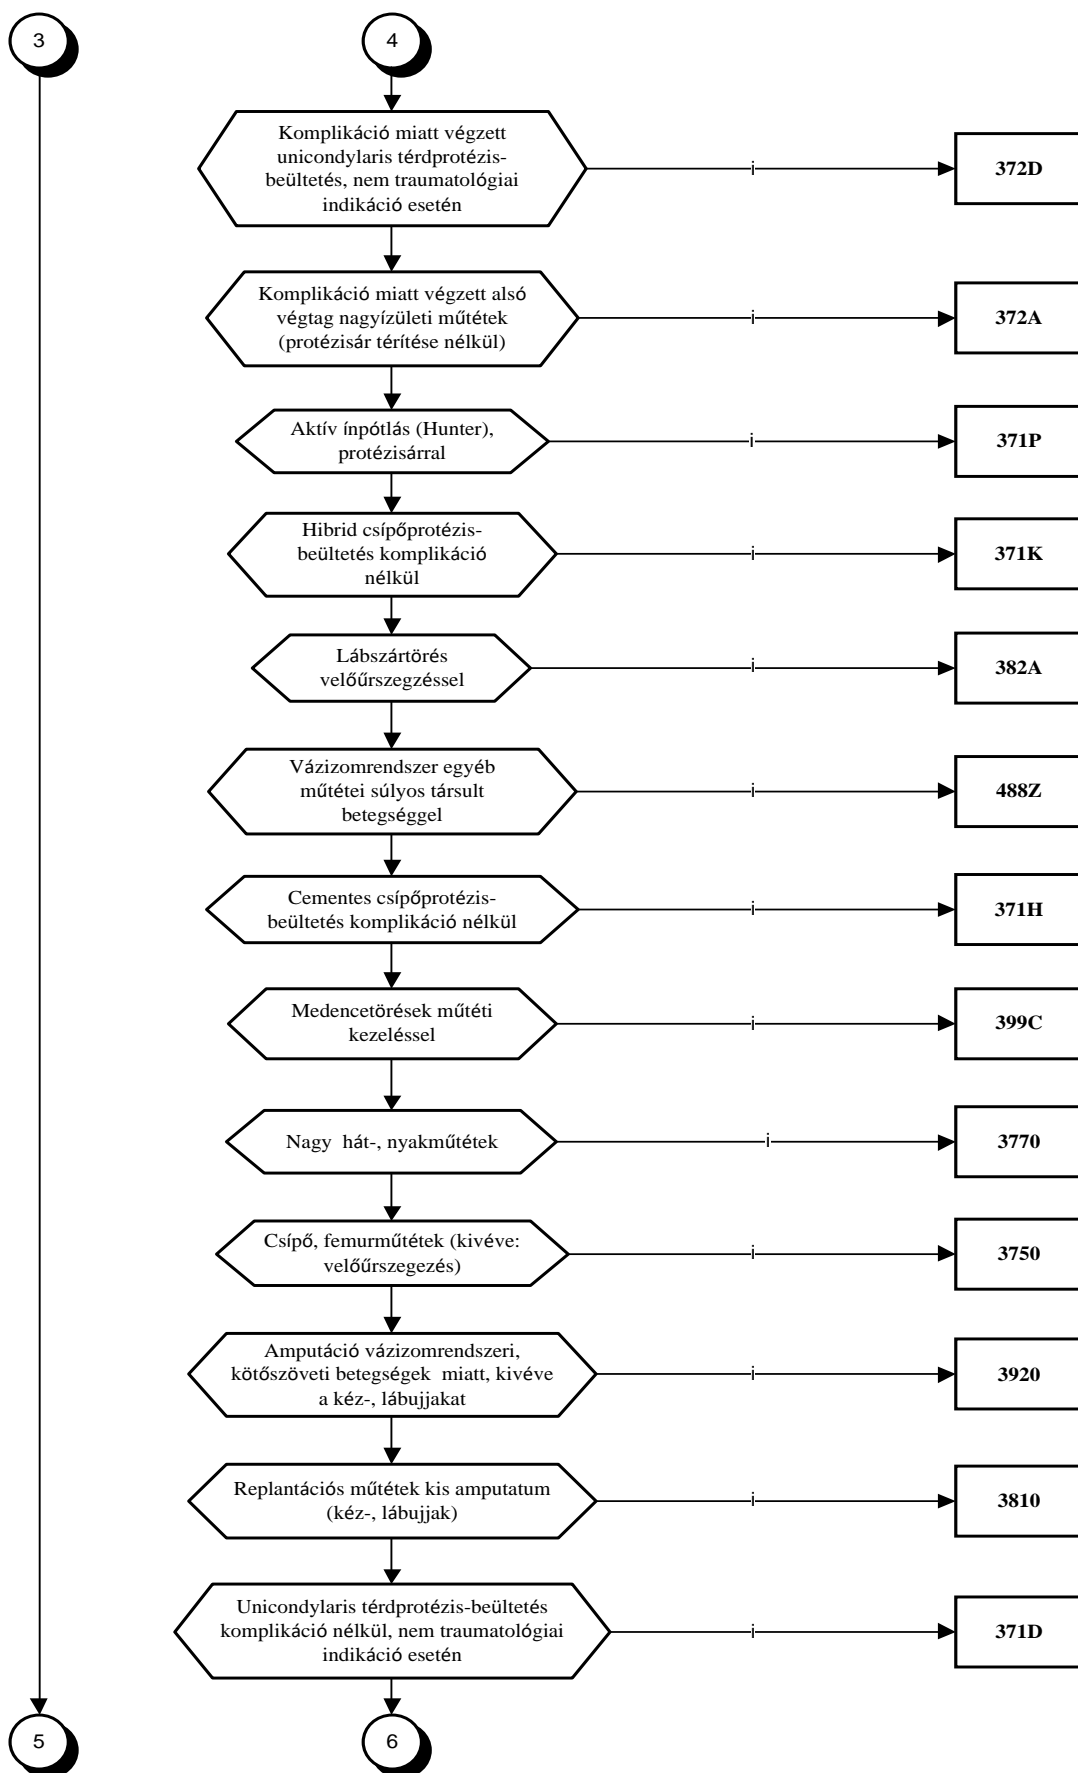 3
4
Komplikáció miatt végzett
unicondylaris térdprotézis-
beültetés, nem traumatológiai
indikáció esetén
i
372D
Komplikáció miatt végzett alsó
végtag nagyízületi műtétek
(protézisár térítése nélkül)
i
372A
Aktív ínpótlás (Hunter),
protézisárral
i
371P
Hibrid csípőprotézis-
beültetés komplikáció
nélkül
i
371K
Lábszártörés
velőűrszegzéssel
i
382A
Vázizomrendszer egyéb
műtétei súlyos társult
betegséggel
i
488Z
Cementes csípőprotézis-
beültetés komplikáció nélkül
i
371H
Medencetörések műtéti
kezeléssel
i
399C
Nagy hát-, nyakműtétek
i
3770
Csípő, femurműtétek (kivéve:
velőűrszegezés)
i
3750
Amputáció vázizomrendszeri,
kötőszöveti betegségek miatt, kivéve
a kéz-, lábujjakat
i
3920
Replantációs műtétek kis amputatum
(kéz-, lábujjak)
i
3810
Unicondylaris térdprotézis-beültetés
komplikáció nélkül, nem traumatológiai
indikáció esetén
i
371D
5
6